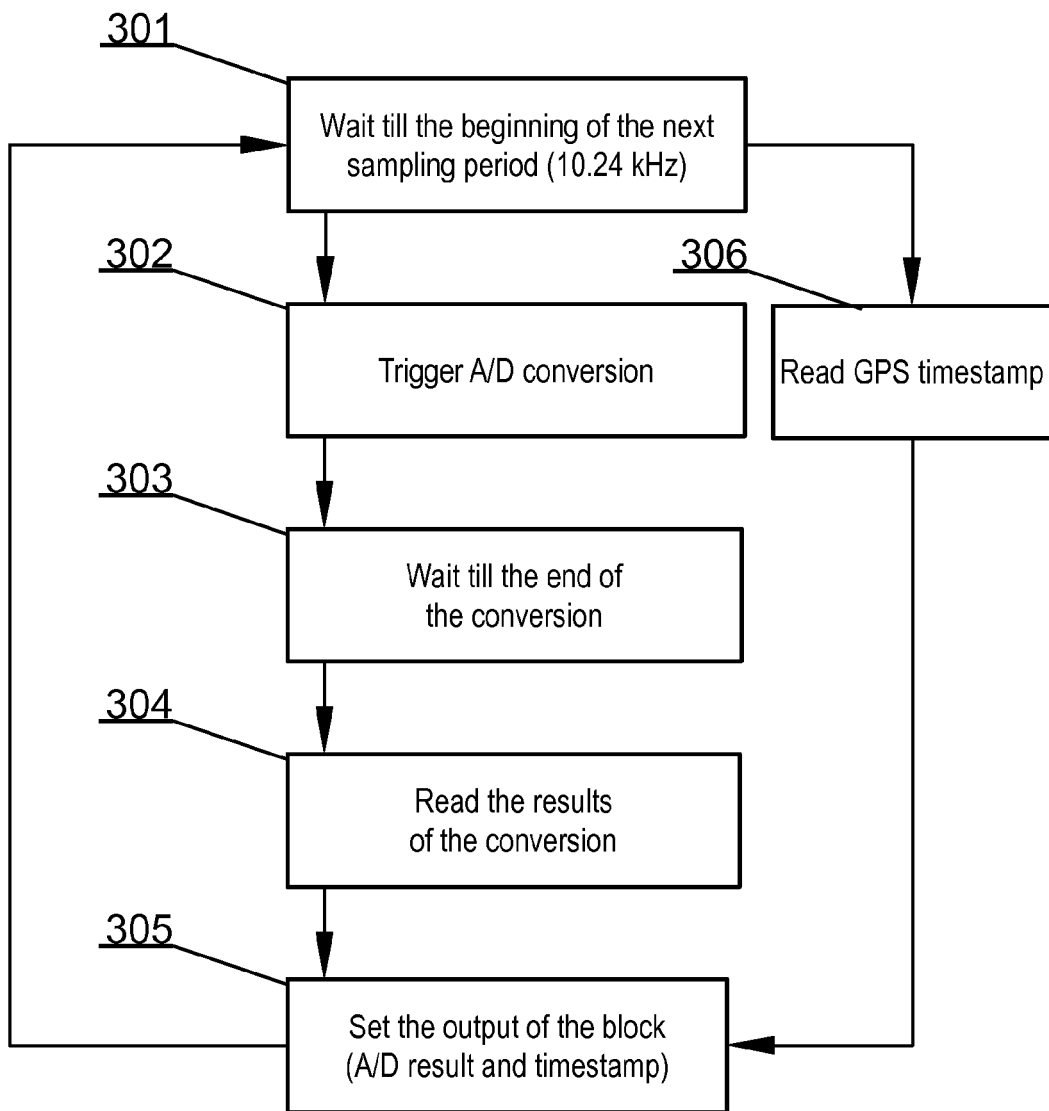 301
Wait till the beginning of the next
sampling period (10.24 kHz)
302
Trigger A/D conversion
306
Read GPS timestamp
303
Wait till the end of
the conversion
304
Read the results
of the conversion
305
Set the output of the block
(A/D result and timestamp)